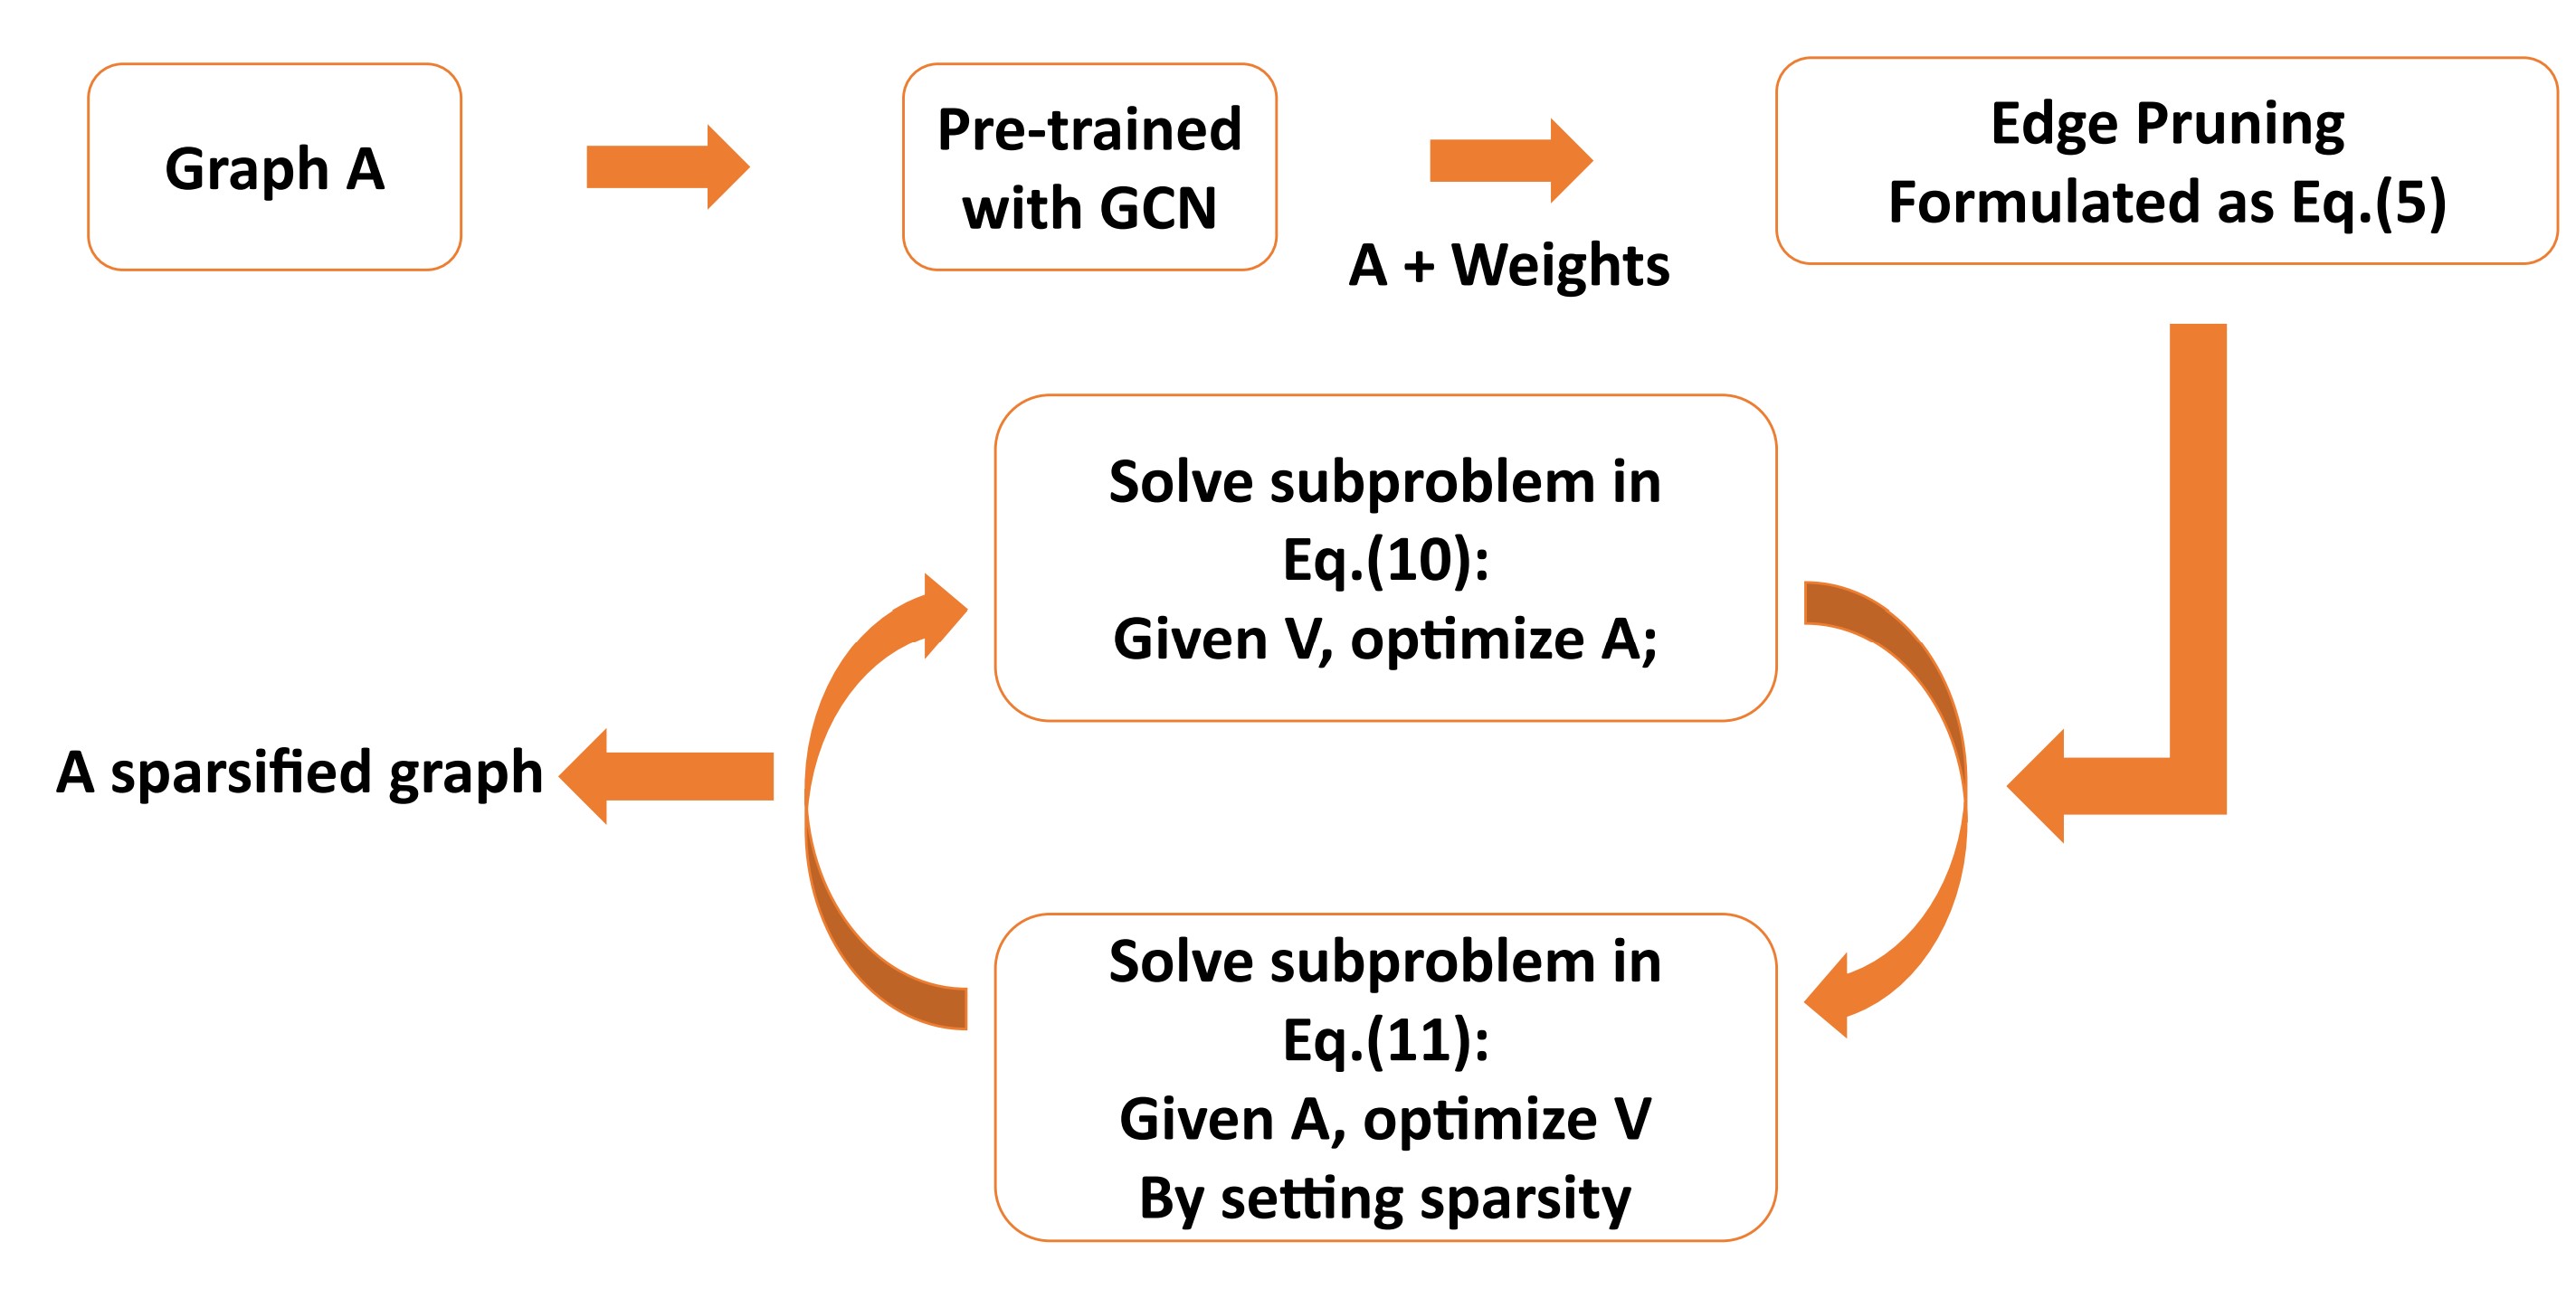 Graph A
Pre-trained
with GCN
A + Weights
Edge Pruning
Formulated as Eq.(5)
Solve subproblem in
Eq.(10):
Given V, optimize A;
A sparsified graph
Solve subproblem in
Eq.(11):
Given A, optimize V
By setting sparsity